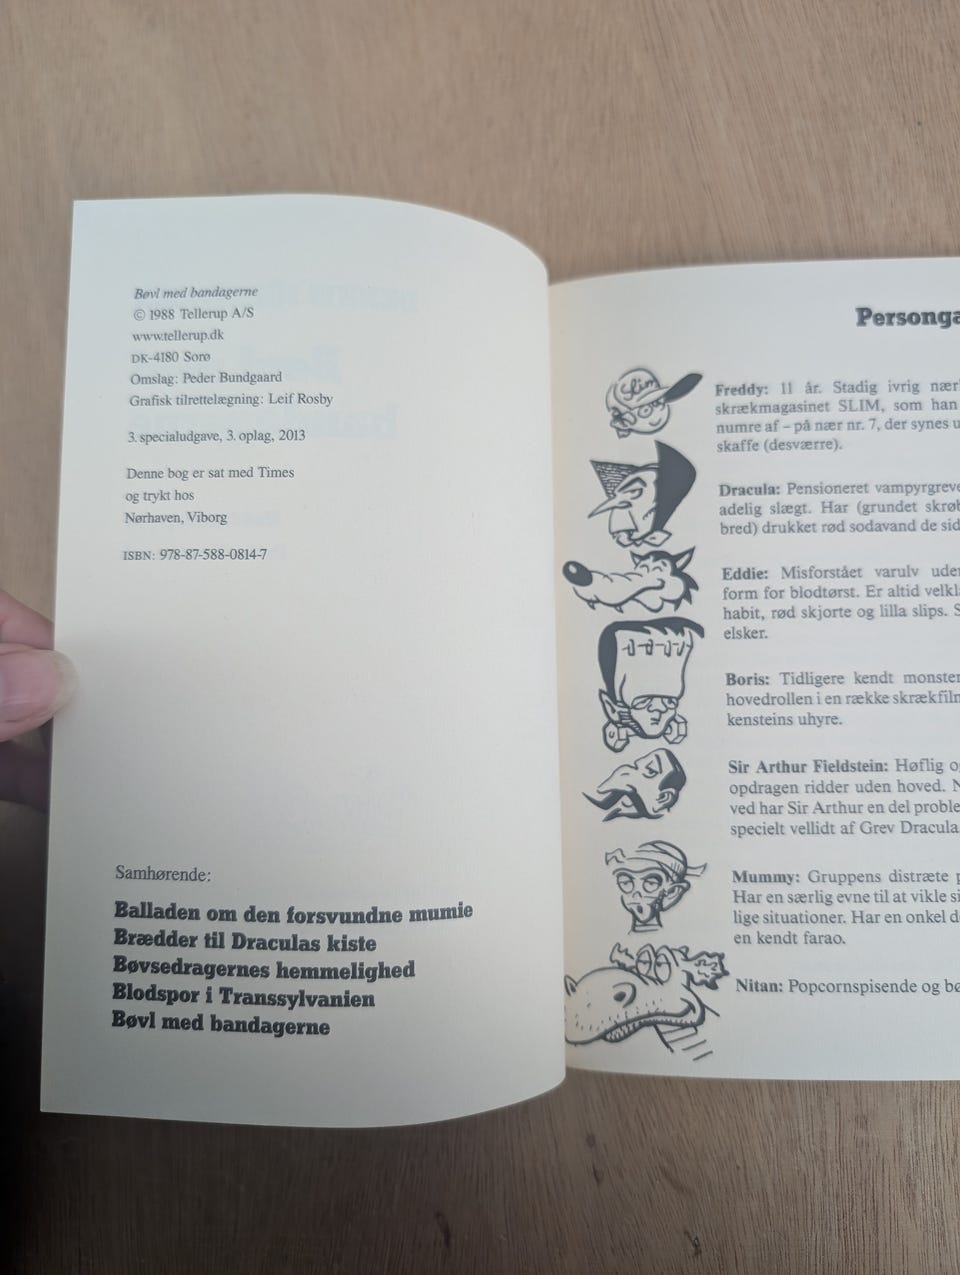 Bøvl med bandagerne
© 1988 Tellerup A/S
www.tellerup.dk
DK-4180 Sorø
Omslag: Peder Bundgaard
Grafisk tilrettelægning: Leif Rosby
3. specialudgave, 3. oplag, 2013
Denne bog er sat med Times
og trykt hos
Nørhaven, Viborg
ISBN: 978-87-588-0814-7
Samhørende:
Balladen om den forsvundne mumie
Brædder til Draculas kiste
Bøvsedragernes hemmelighed
Blodspor i Transsylvanien
Bøvl med bandagerne
Personga
Slim
Freddy: 11 år. Stadig ivrig nær
skrækmagasinet SLIM, som han
numre af – på nær nr. 7, der synes u
skaffe (desværre).
Dracula: Pensioneret vampyrgreve
adelig slægt. Har (grundet skrøb
bred) drukket rød sodavand de sid
Eddie: Misforstået varulv uden
form for blodtørst. Er altid velklæ
habit, rød skjorte og lilla slips. S
elsker.
Boris: Tidligere kendt monster
hovedrollen i en række skrækfilm
kensteins uhyre.
Sir Arthur Fieldstein: Høflig og
opdragen ridder uden hoved. N
ved har Sir Arthur en del proble
specielt vellidt af Grev Dracula
Mummy: Gruppens distræte p
Har en særlig evne til at vikle si
lige situationer. Har en onkel de
en kendt farao.
Nitan: Popcornspisende og bø